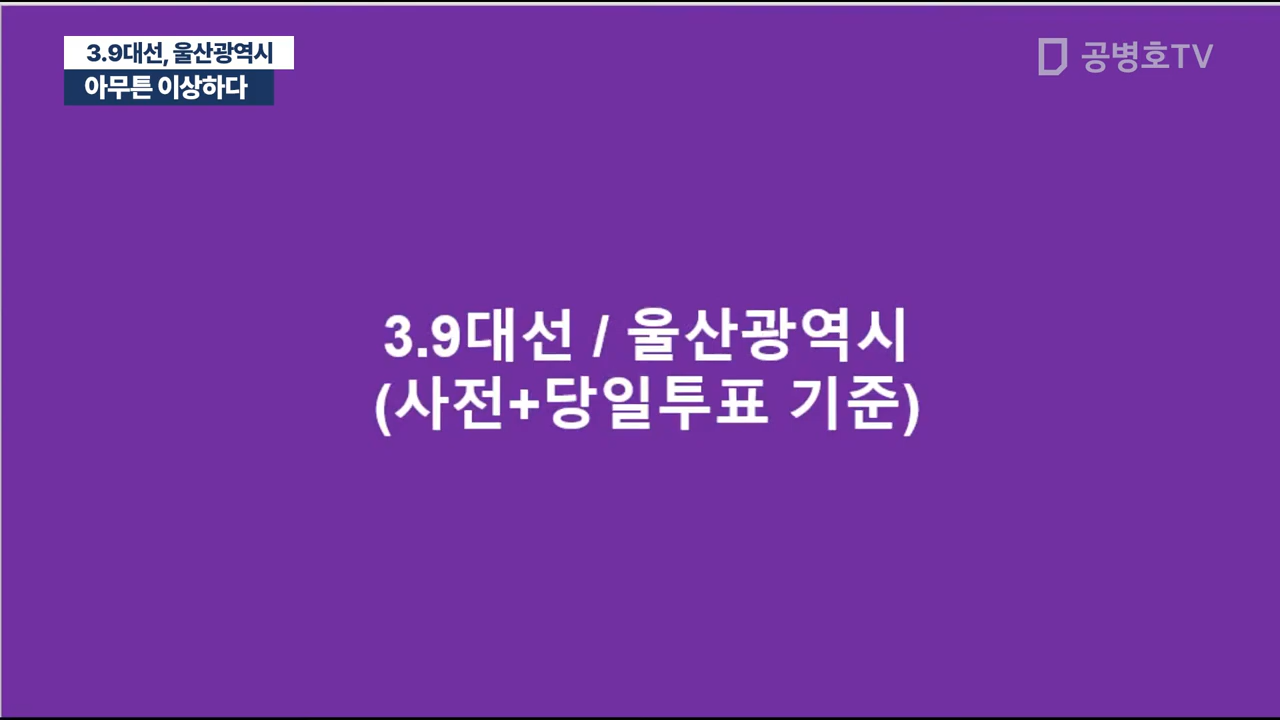 3.9대선, 울산광역시
아무튼 이상하다
공병호TV
3.9대선 / 울산광역시
(사전+당일투표 기준)